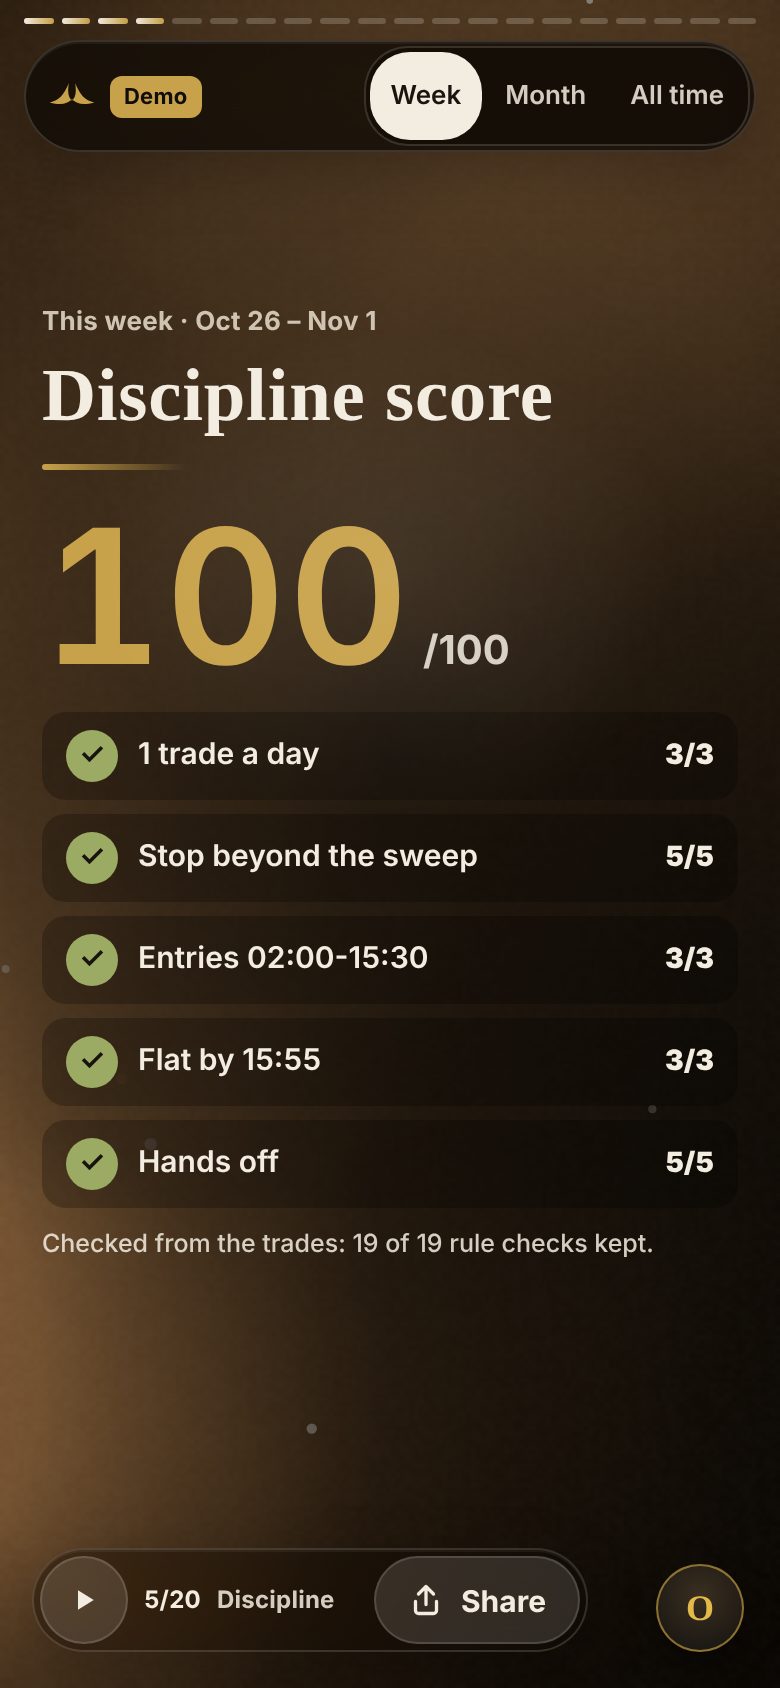 Demo
Week Month All time
This week · Oct 26 – Nov 1
Discipline score
100 /100
1 trade a day 3/3
Stop beyond the sweep 5/5
Entries 02:00-15:30 3/3
Flat by 15:55 3/3
Hands off 5/5
Checked from the trades: 19 of 19 rule checks kept.
5/20 Discipline Share O